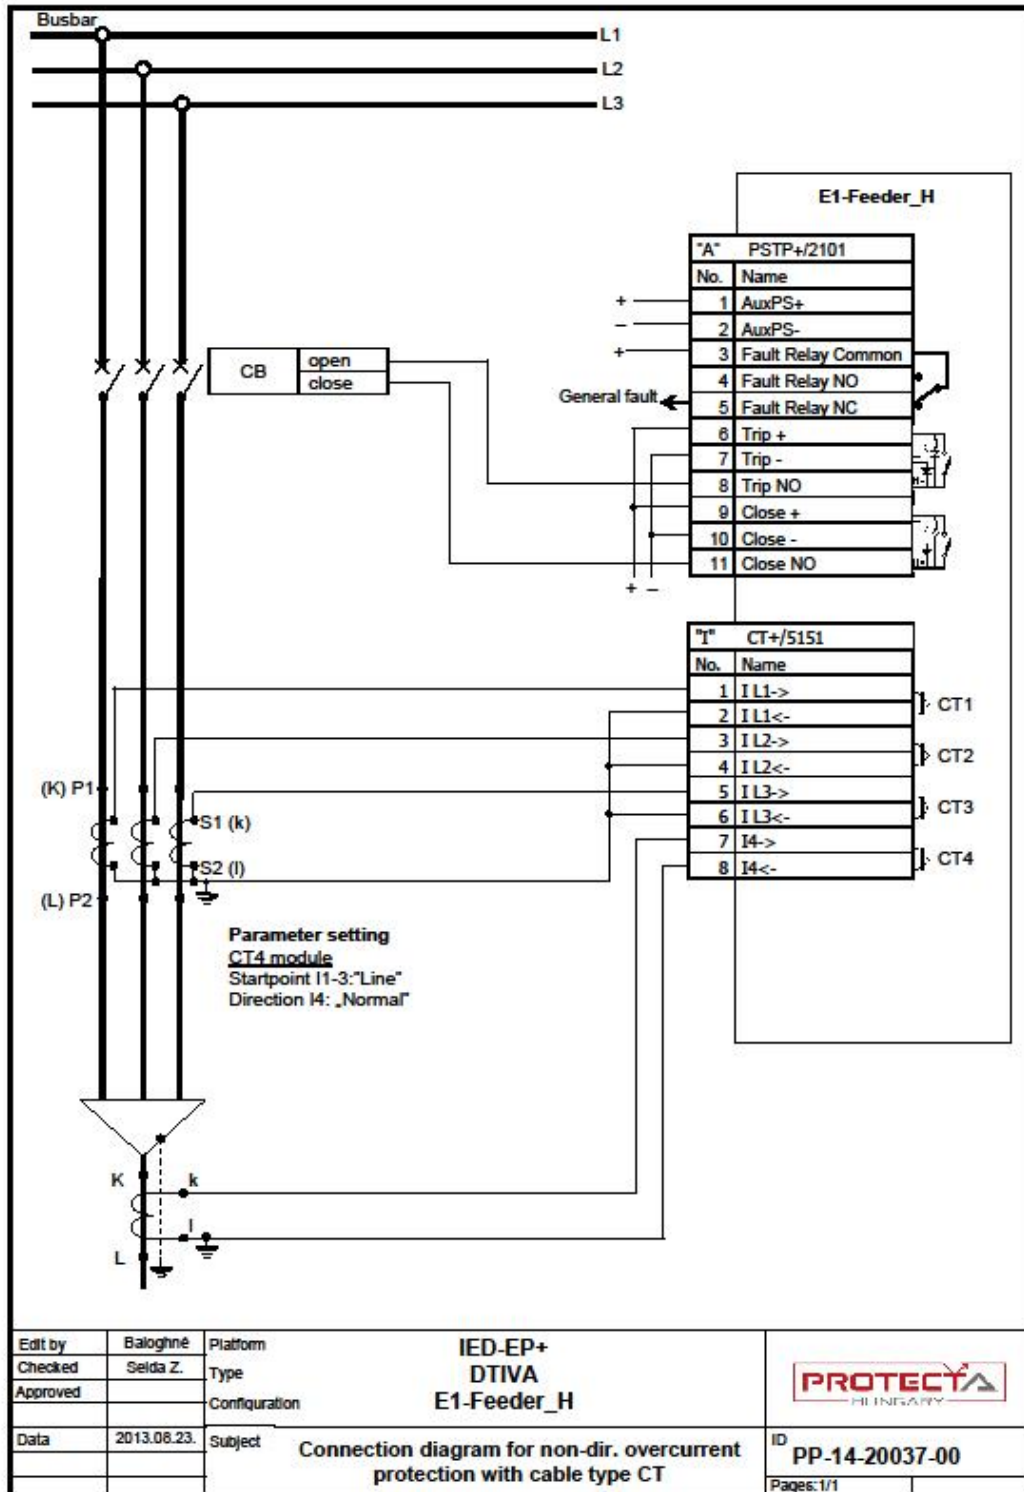 Busbar
L1
L2
L3
E1-Feeder_H
"A" PSTP+/2101
No. Name
+ 1 AuxPS+
– 2 AuxPS-
+ 3 Fault Relay Common
4 Fault Relay NO
General fault 5 Fault Relay NC
6 Trip +
7 Trip -
8 Trip NO
9 Close +
10 Close -
11 Close NO
+ –
CB open
close
"I" CT+/5151
No. Name
1 I L1->
2 I L1<-
CT1
3 I L2->
4 I L2<-
CT2
5 I L3->
6 I L3<-
CT3
7 I4->
8 I4<-
CT4
(K) P1
S1 (k)
S2 (l)
(L) P2
Parameter setting
CT4 module
Startpoint I1-3:"Line"
Direction I4: „Normal"
K k
l
L
Edit by Baloghné
Checked Selda Z.
Approved
Data 2013.08.23.
Platform IED-EP+
Type DTIVA
Configuration E1-Feeder_H
Subject Connection diagram for non-dir. overcurrent
protection with cable type CT
PROTECTA
HUNGARY
ID
PP-14-20037-00
Pages:1/1